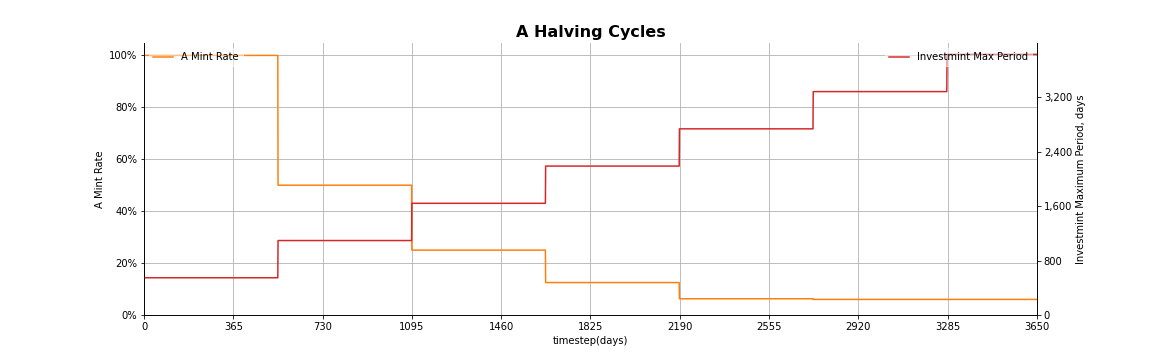 A Halving Cycles
A Mint Rate
Investmint Max Period
100%
80%
60%
40%
20%
0%
A Mint Rate
3,200
2,400
1,600
800
0
Investmint Maximum Period, days
0 365 730 1095 1460 1825 2190 2555 2920 3285 3650
timestep(days)